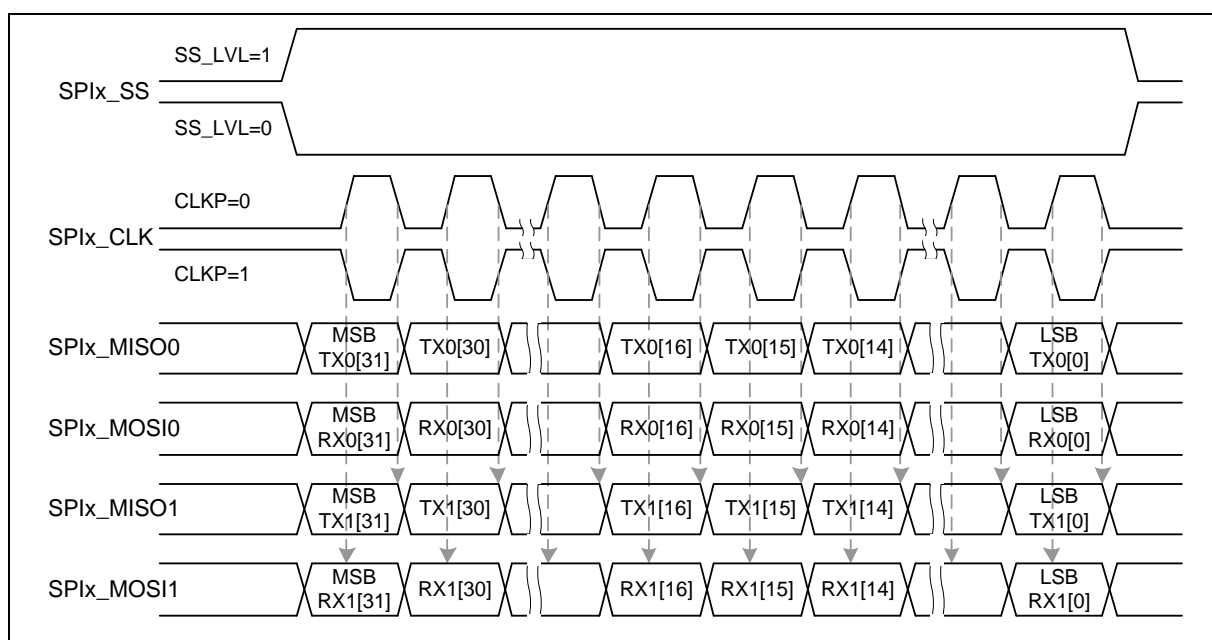 SS_LVL=1
SPIx_SS
SS_LVL=0
CLKP=0
SPIx_CLK
CLKP=1
SPIx_MISO0
MSB
TX0[31]
TX0[30]
TX0[16]
TX0[15]
TX0[14]
LSB
TX0[0]
SPIx_MOSI0
MSB
RX0[31]
RX0[30]
RX0[16]
RX0[15]
RX0[14]
LSB
RX0[0]
SPIx_MISO1
MSB
TX1[31]
TX1[30]
TX1[16]
TX1[15]
TX1[14]
LSB
TX1[0]
SPIx_MOSI1
MSB
RX1[31]
RX1[30]
RX1[16]
RX1[15]
RX1[14]
LSB
RX1[0]